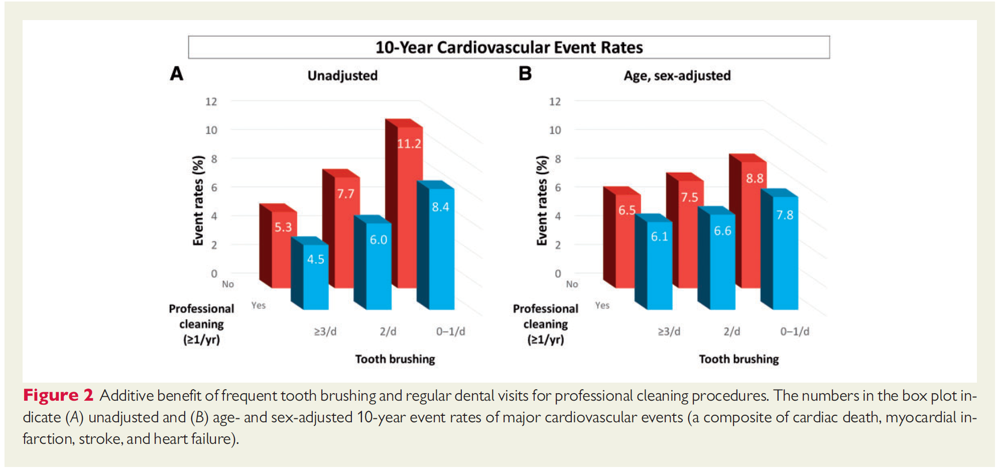 10-Year Cardiovascular Event Rates
A
Unadjusted
12
10
8
6
4
2
0
Event rates (%)
5.3
7.7
11.2
4.5
6.0
8.4
No
Yes
Professional
cleaning
(≥1/yr)
≥3/d
2/d
0–1/d
Tooth brushing
B
Age, sex-adjusted
12
10
8
6
4
2
0
Event rates (%)
6.5
7.5
8.8
6.1
6.6
7.8
No
Yes
Professional
cleaning
(≥1/yr)
≥3/d
2/d
0–1/d
Tooth brushing
Figure 2 Additive benefit of frequent tooth brushing and regular dental visits for professional cleaning procedures. The numbers in the box plot in-
dicate (A) unadjusted and (B) age- and sex-adjusted 10-year event rates of major cardiovascular events (a composite of cardiac death, myocardial in-
farction, stroke, and heart failure).